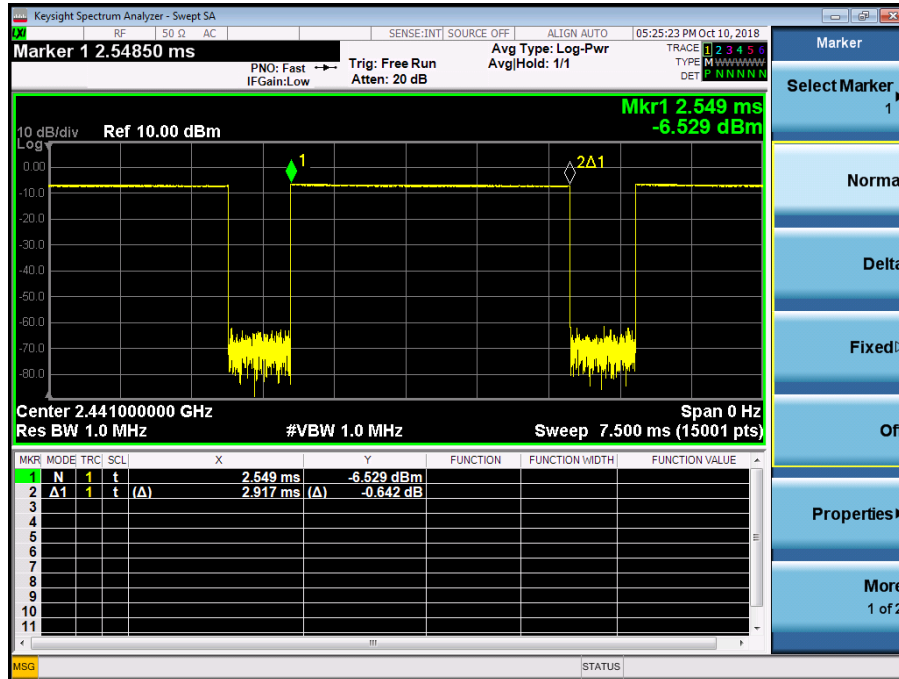 Keysight Spectrum Analyzer - Swept SA
LXI RF 50 Ω AC SENSE:INT SOURCE OFF ALIGN AUTO 05:25:23 PM Oct 10, 2018
Marker 1 2.54850 ms
PNO: Fast
IFGain:Low
Trig: Free Run
Atten: 20 dB
Avg Type: Log-Pwr
Avg|Hold: 1/1
TRACE 1 2 3 4 5 6
TYPE M WWWWW
DET P N N N N N
Mkr1 2.549 ms
-6.529 dBm
10 dB/div Ref 10.00 dBm
Log
1
2Δ1
0.00
-10.0
-20.0
-30.0
-40.0
-50.0
-60.0
-70.0
-80.0
Center 2.441000000 GHz Span 0 Hz
Res BW 1.0 MHz #VBW 1.0 MHz Sweep 7.500 ms (15001 pts)
MKR MODE TRC SCL X Y FUNCTION FUNCTION WIDTH FUNCTION VALUE
1 N 1 t 2.549 ms -6.529 dBm
2 Δ1 1 t (Δ) 2.917 ms (Δ) -0.642 dB
3
4
5
6
7
8
9
10
11
MSG STATUS
Marker
Select Marker
1
Norma
Delta
Fixed
Of
Properties
More
1 of 2